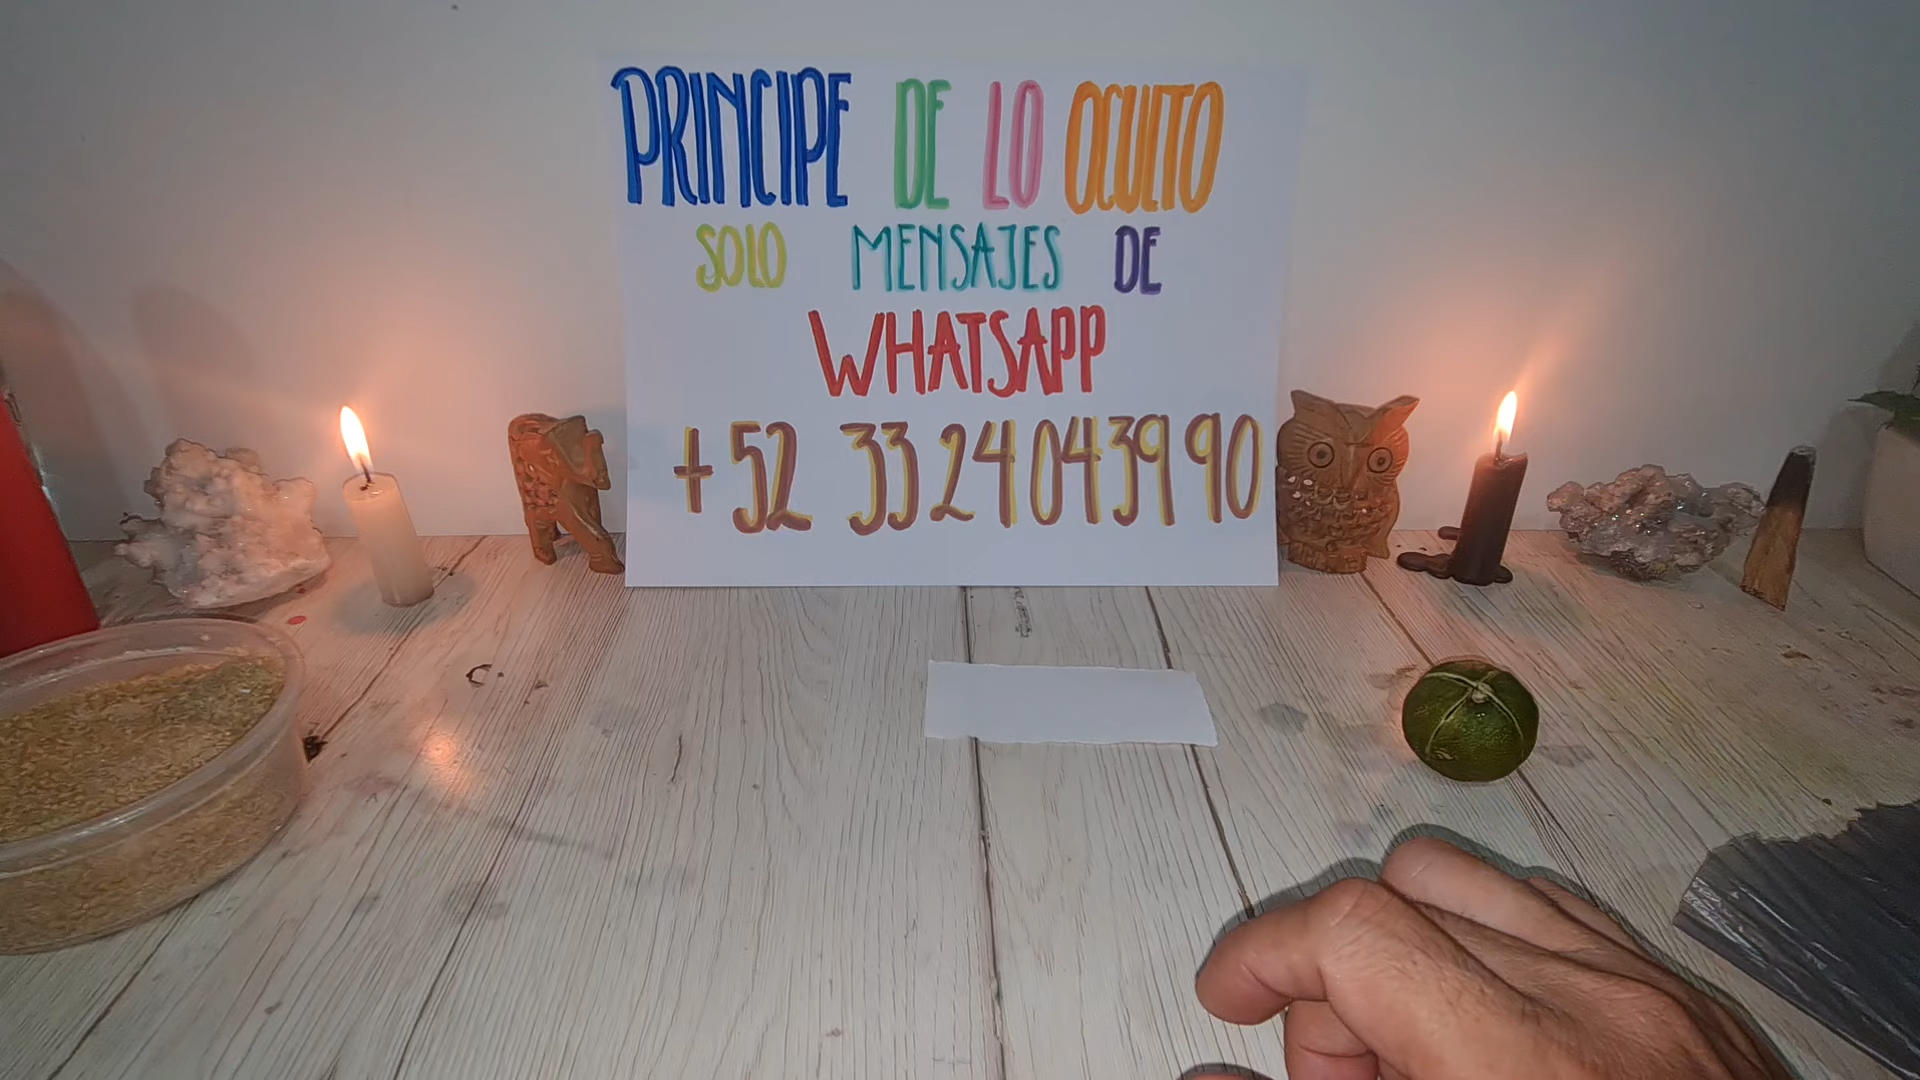 PRINCIPE DE LO OCULTO
SOLO MENSAJES DE
WHATSAPP
+52 33 24 04 39 90